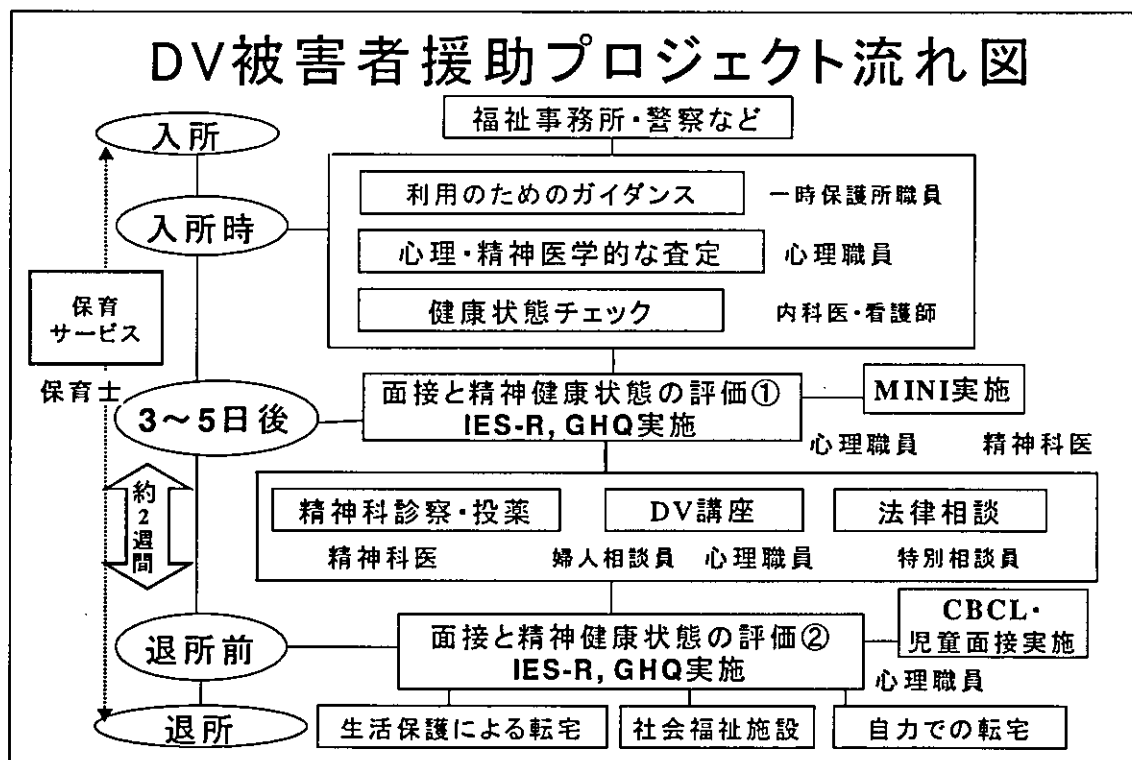 DV被害者援助プロジェクト流れ図
入所
福祉事務所・警察など
入所時
利用のためのガイダンス
一時保護所職員
心理・精神医学的な査定
心理職員
健康状態チェック
内科医・看護師
保育
サービス
保育士
3～5日後
面接と精神健康状態の評価①
IES-R, GHQ実施
MINI実施
心理職員
精神科医
約2週間
精神科診察・投薬
DV講座
法律相談
精神科医
婦人相談員
心理職員
特別相談員
退所前
面接と精神健康状態の評価②
IES-R, GHQ実施
CBCL・
児童面接実施
心理職員
退所
生活保護による転宅
社会福祉施設
自力での転宅